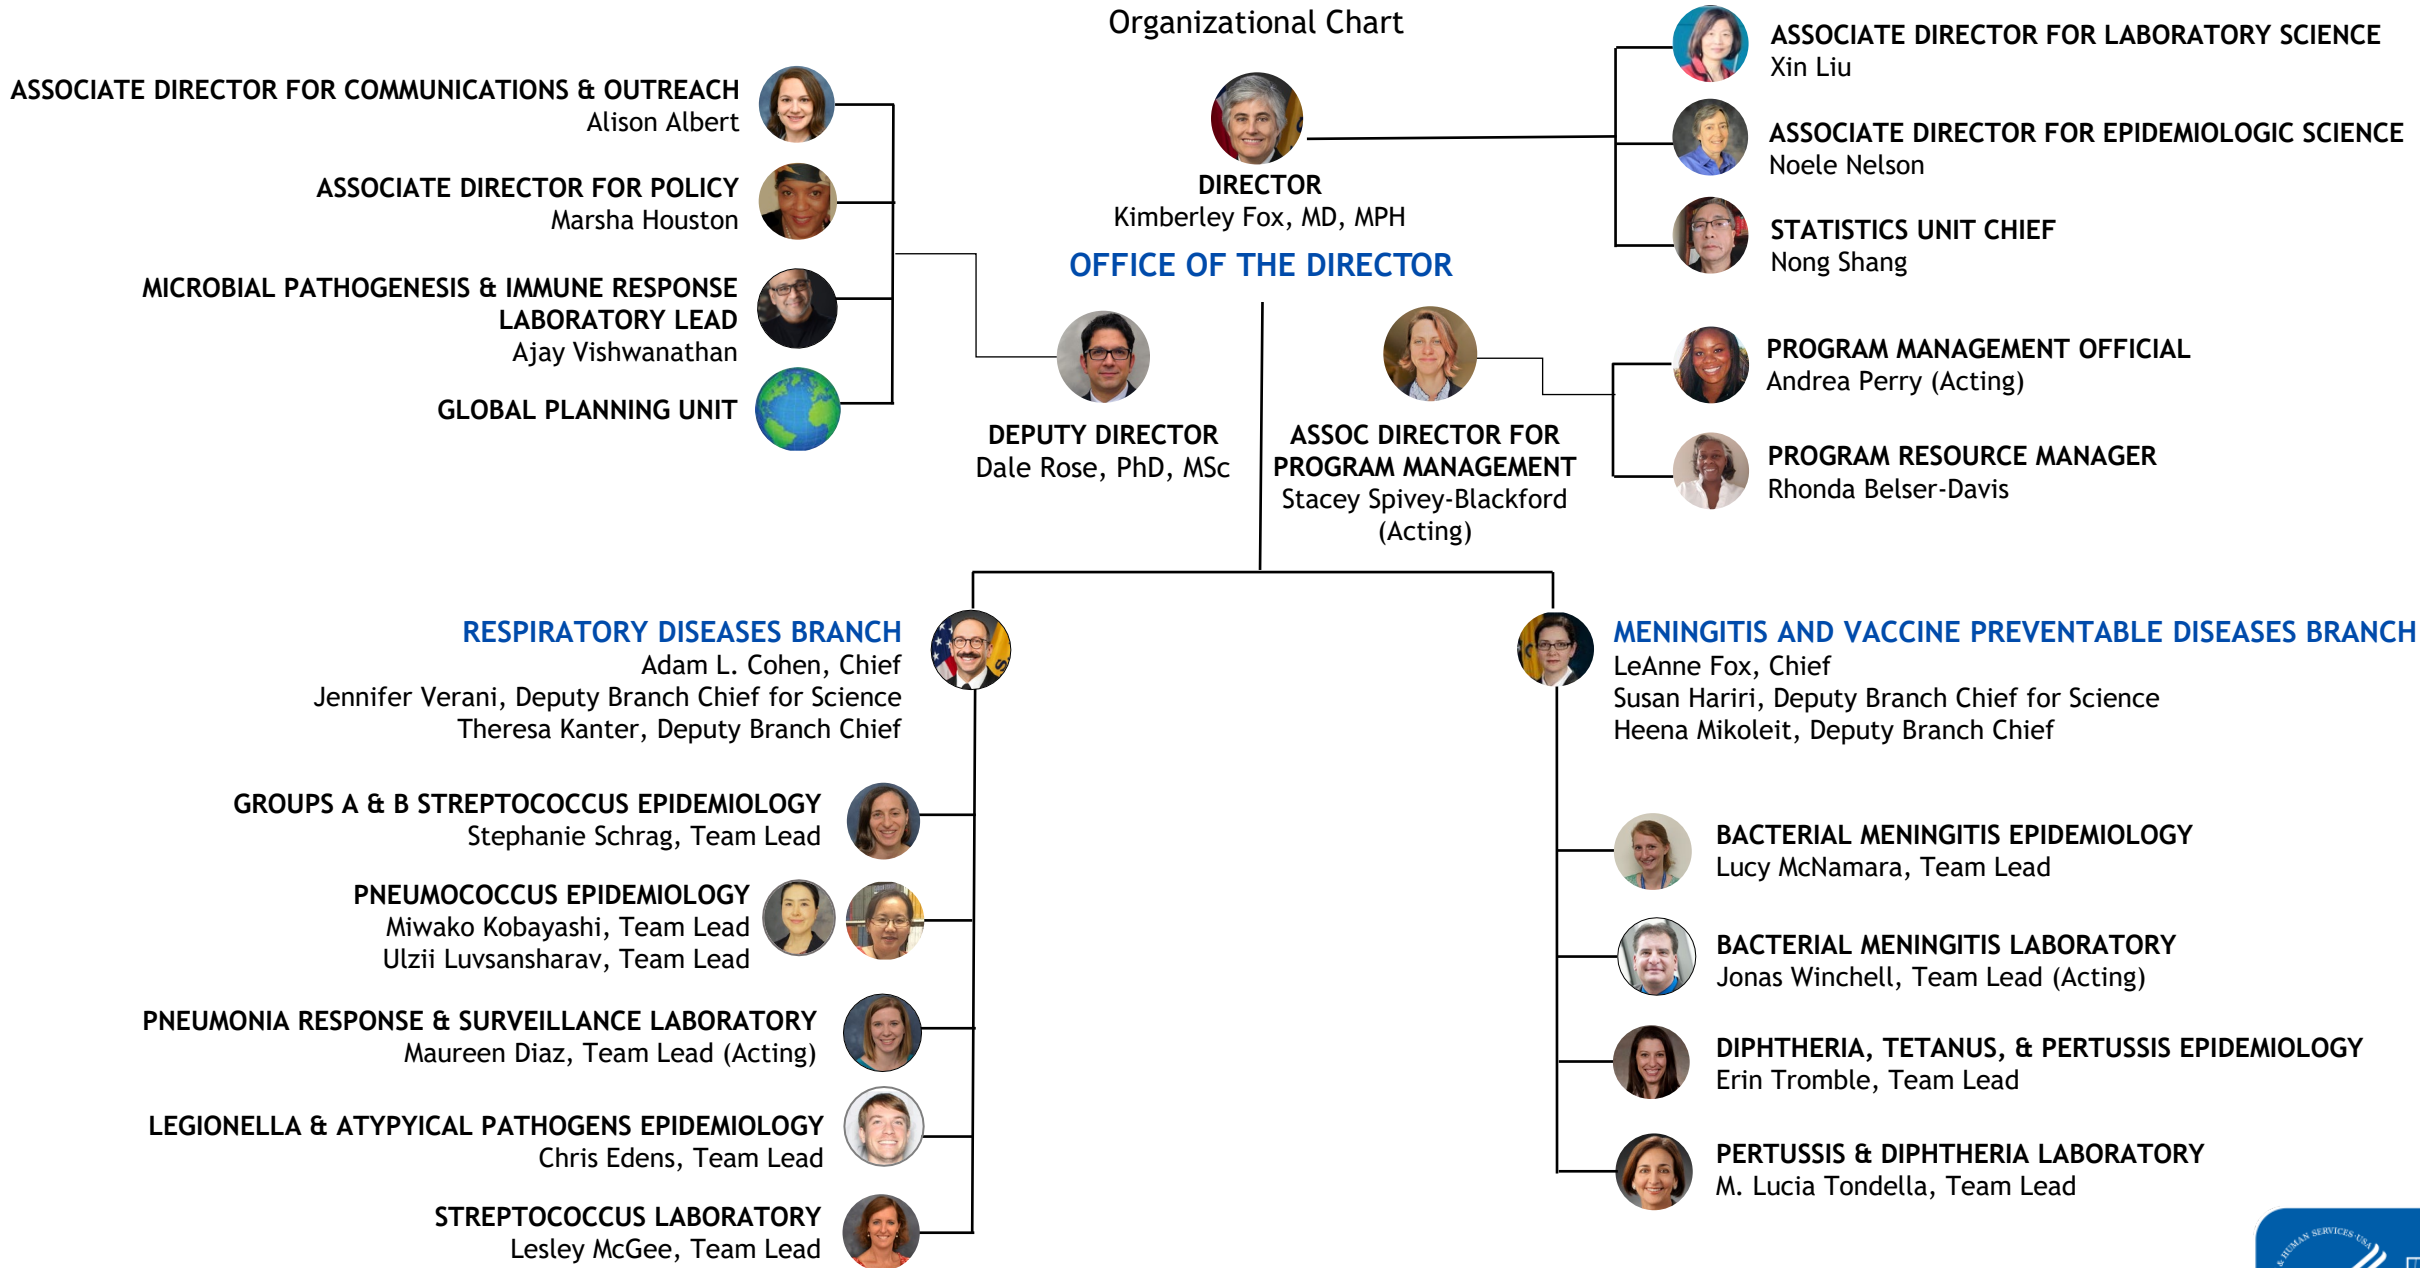 Organizational Chart
ASSOCIATE DIRECTOR FOR COMMUNICATIONS & OUTREACH
Alison Albert
ASSOCIATE DIRECTOR FOR POLICY
Marsha Houston
MICROBIAL PATHOGENESIS & IMMUNE RESPONSE
LABORATORY LEAD
Ajay Vishwanathan
GLOBAL PLANNING UNIT
DIRECTOR
Kimberley Fox, MD, MPH
OFFICE OF THE DIRECTOR
DEPUTY DIRECTOR
Dale Rose, PhD, MSc
ASSOC DIRECTOR FOR
PROGRAM MANAGEMENT
Stacey Spivey-Blackford
(Acting)
ASSOCIATE DIRECTOR FOR LABORATORY SCIENCE
Xin Liu
ASSOCIATE DIRECTOR FOR EPIDEMIOLOGIC SCIENCE
Noele Nelson
STATISTICS UNIT CHIEF
Nong Shang
PROGRAM MANAGEMENT OFFICIAL
Andrea Perry (Acting)
PROGRAM RESOURCE MANAGER
Rhonda Belser-Davis
RESPIRATORY DISEASES BRANCH
Adam L. Cohen, Chief
Jennifer Verani, Deputy Branch Chief for Science
Theresa Kanter, Deputy Branch Chief
GROUPS A & B STREPTOCOCCUS EPIDEMIOLOGY
Stephanie Schrag, Team Lead
PNEUMOCOCCUS EPIDEMIOLOGY
Miwako Kobayashi, Team Lead
Ulzii Luvsansharav, Team Lead
PNEUMONIA RESPONSE & SURVEILLANCE LABORATORY
Maureen Diaz, Team Lead (Acting)
LEGIONELLA & ATYPYICAL PATHOGENS EPIDEMIOLOGY
Chris Edens, Team Lead
STREPTOCOCCUS LABORATORY
Lesley McGee, Team Lead
MENINGITIS AND VACCINE PREVENTABLE DISEASES BRANCH
LeAnne Fox, Chief
Susan Hariri, Deputy Branch Chief for Science
Heena Mikoleit, Deputy Branch Chief
BACTERIAL MENINGITIS EPIDEMIOLOGY
Lucy McNamara, Team Lead
BACTERIAL MENINGITIS LABORATORY
Jonas Winchell, Team Lead (Acting)
DIPHTHERIA, TETANUS, & PERTUSSIS EPIDEMIOLOGY
Erin Tromble, Team Lead
PERTUSSIS & DIPHTHERIA LABORATORY
M. Lucia Tondella, Team Lead
& HUMAN SERVICES · USA